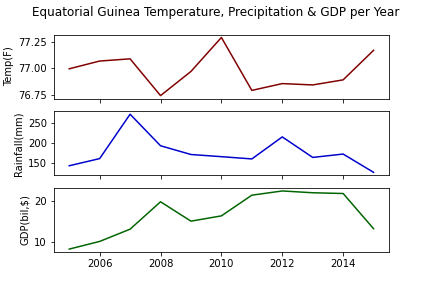 Equatorial Guinea Temperature, Precipitation & GDP per Year
Temp(F)
77.25
77.00
76.75
Rainfall(mm)
250
200
150
GDP(bil,$)
20
10
2006 2008 2010 2012 2014